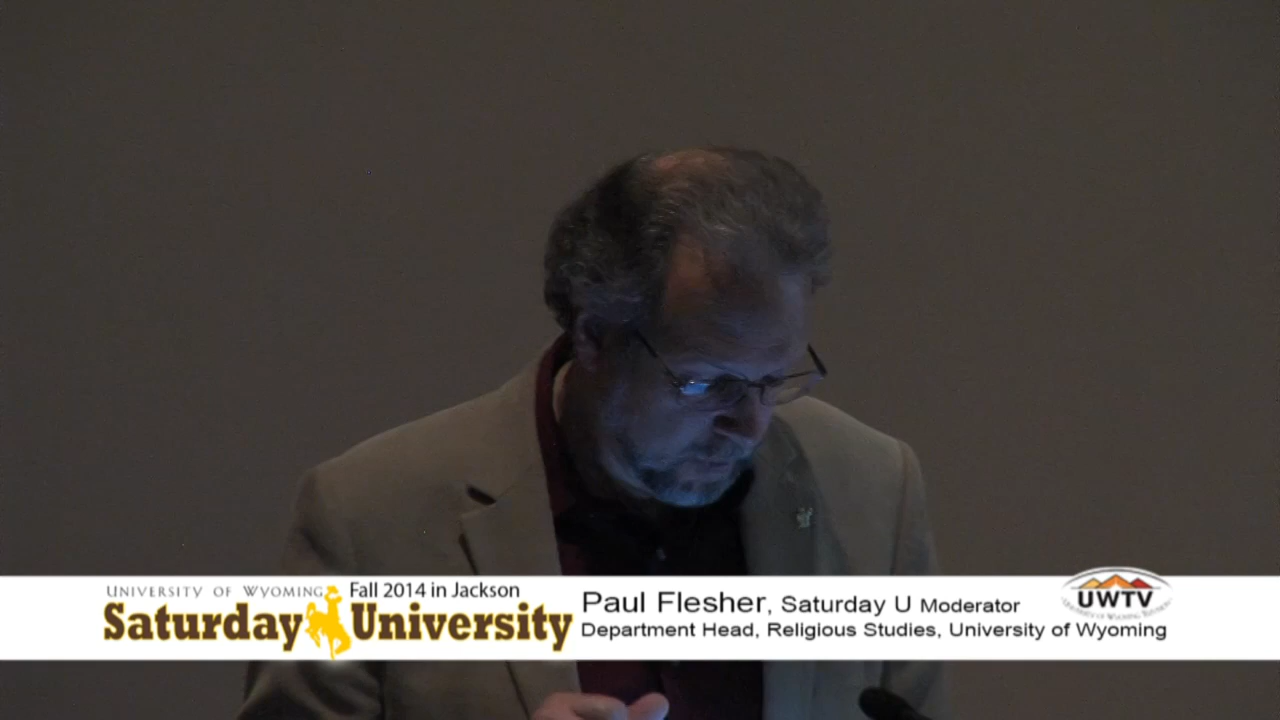 UNIVERSITY OF WYOMING Fall 2014 in Jackson
Saturday University
Paul Flesher, Saturday U Moderator
Department Head, Religious Studies, University of Wyoming
UWTV